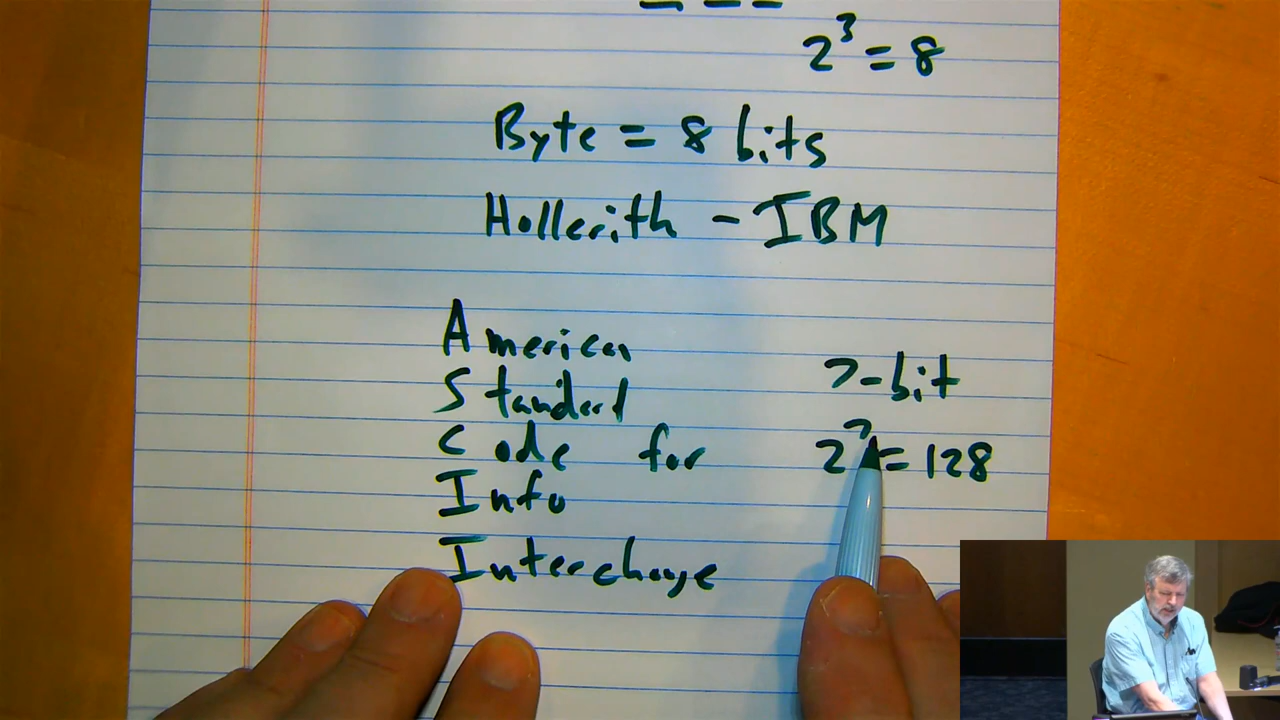 2³ = 8
Byte = 8 bits
Hollerith - IBM
American
Standard
Code for
Info
Interchange
7-bit
2⁷ = 128